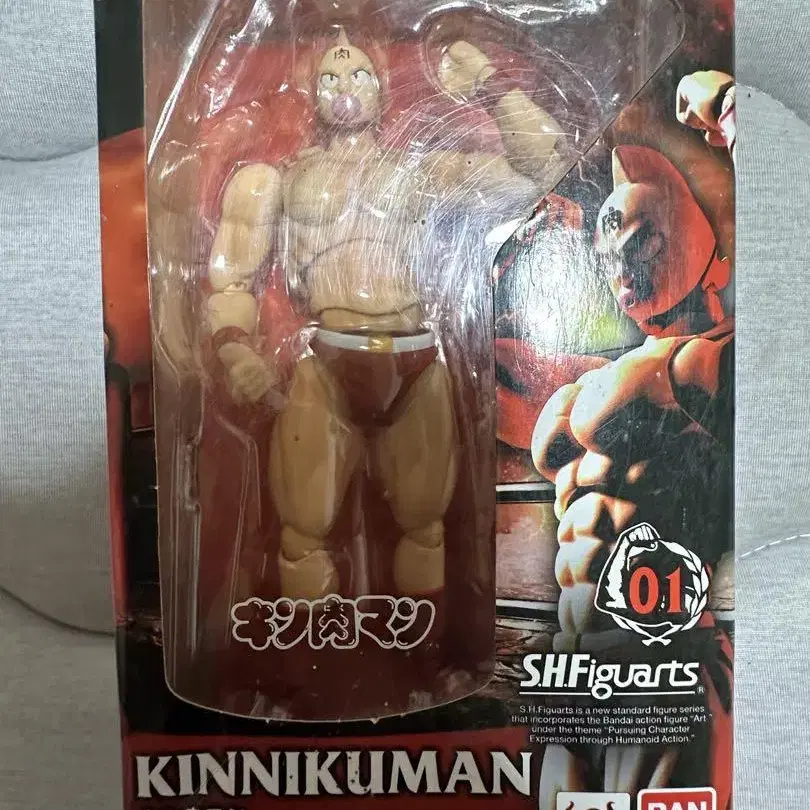 肉
肉
キン肉マン
01
S.H.Figuarts®
S.H.Figuarts is a new standard figure series
that incorporates the Bandai action figure "Art"
under the theme "Pursuing Character
Expression through Humanoid Action."
KINNIKUMAN
BAN